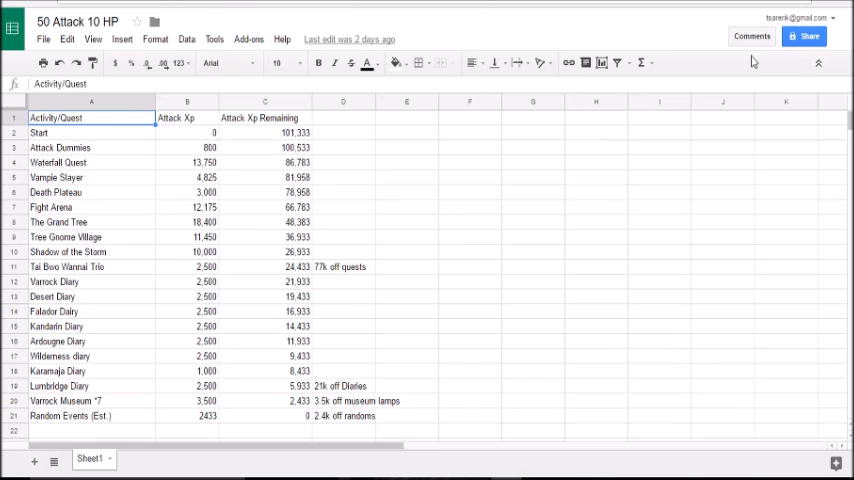 50 Attack 10 HP
tsarerik@gmail.com
File Edit View Insert Format Data Tools Add-ons Help Last edit was 2 days ago
Comments Share
$ % .0 .00 123 Arial 10 B I S A Σ
fx Activity/Quest
A B C D E F G H I J K
1 Activity/Quest Attack Xp Attack Xp Remaining
2 Start 0 101,333
3 Attack Dummies 800 100,533
4 Waterfall Quest 13,750 86,783
5 Vampie Slayer 4,825 81,958
6 Death Plateau 3,000 78,958
7 Fight Arena 12,175 66,783
8 The Grand Tree 18,400 48,383
9 Tree Gnome Village 11,450 36,933
10 Shadow of the Storm 10,000 26,933
11 Tai Bwo Wannai Trio 2,500 24,433 77k off quests
12 Varrock Diary 2,500 21,933
13 Desert Diary 2,500 19,433
14 Falador Dairy 2,500 16,933
15 Kandarin Diary 2,500 14,433
16 Ardougne Diary 2,500 11,933
17 Wilderness diary 2,500 9,433
18 Karamaja Diary 1,000 8,433
19 Lumbridge Diary 2,500 5,933 21k off Diaries
20 Varrock Museum *7 3,500 2,433 3.5k off museum lamps
21 Random Events (Est.) 2433 0 2.4k off randoms
22
Sheet1